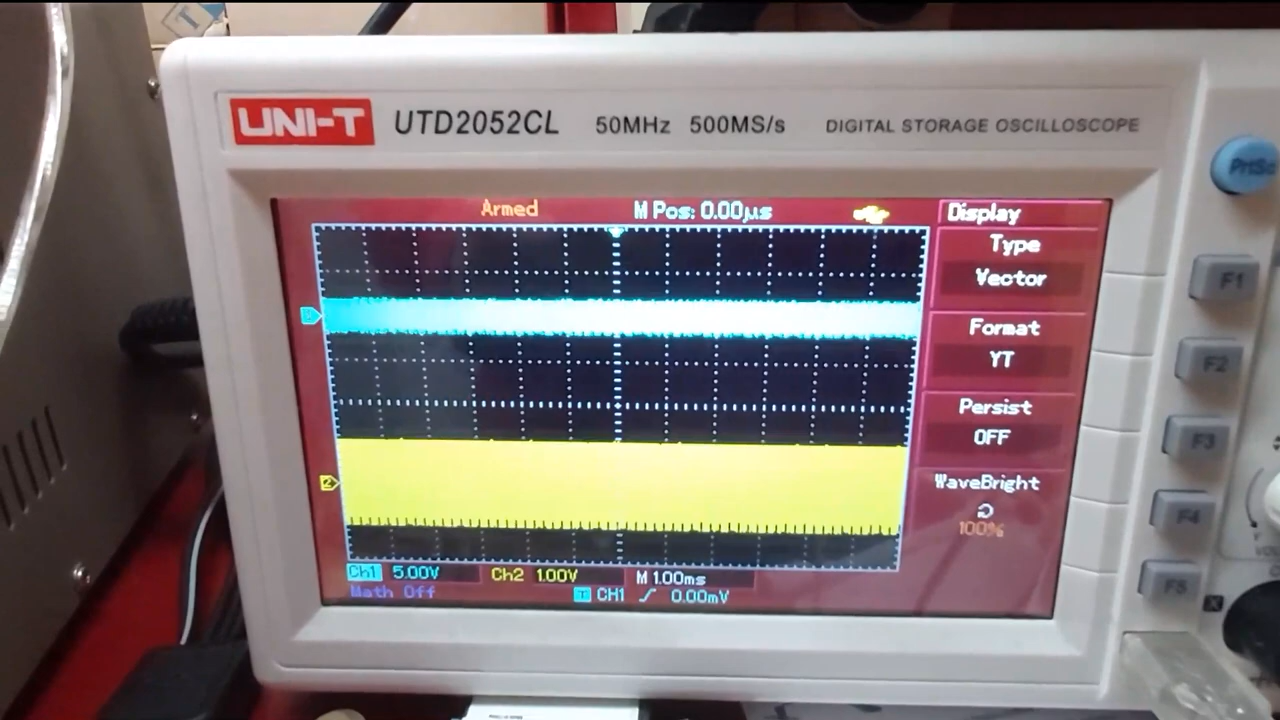 UNI-T UTD2052CL 50MHz 500MS/s DIGITAL STORAGE OSCILLOSCOPE
PrtSc
Armed M Pos: 0.00µs Display
Type
Vector
F1
Format
YT
F2
Persist
OFF
F3
2
WaveBright
100%
F4
Ch1 5.00V Ch2 1.00V M 1.00ms
Math Off T CH1 0.00mV
F5
X